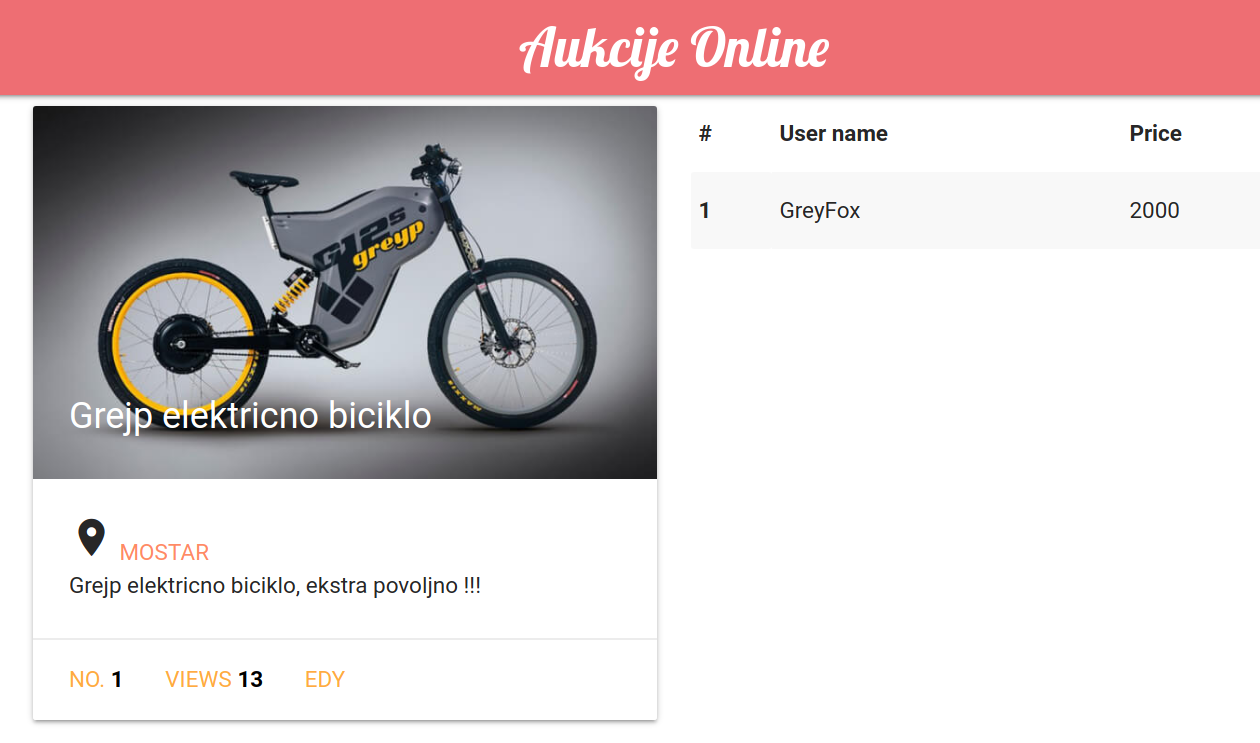 Aukcije Online
G12S
greyp
MAXXIS
Grejp elektricno biciklo
MOSTAR
Grejp elektricno biciklo, ekstra povoljno !!!
NO. 1 VIEWS 13 EDY
# User name Price
1 GreyFox 2000